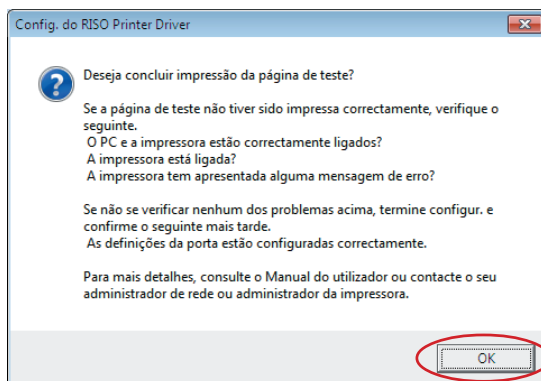 Config. do RISO Printer Driver
Deseja concluir impressão da página de teste?
Se a página de teste não tiver sido impressa correctamente, verifique o
seguinte.
O PC e a impressora estão correctamente ligados?
A impressora está ligada?
A impressora tem apresentada alguma mensagem de erro?
Se não se verificar nenhum dos problemas acima, termine configur. e
confirme o seguinte mais tarde.
As definições da porta estão configuradas correctamente.
Para mais detalhes, consulte o Manual do utilizador ou contacte o seu
administrador de rede ou administrador da impressora.
OK